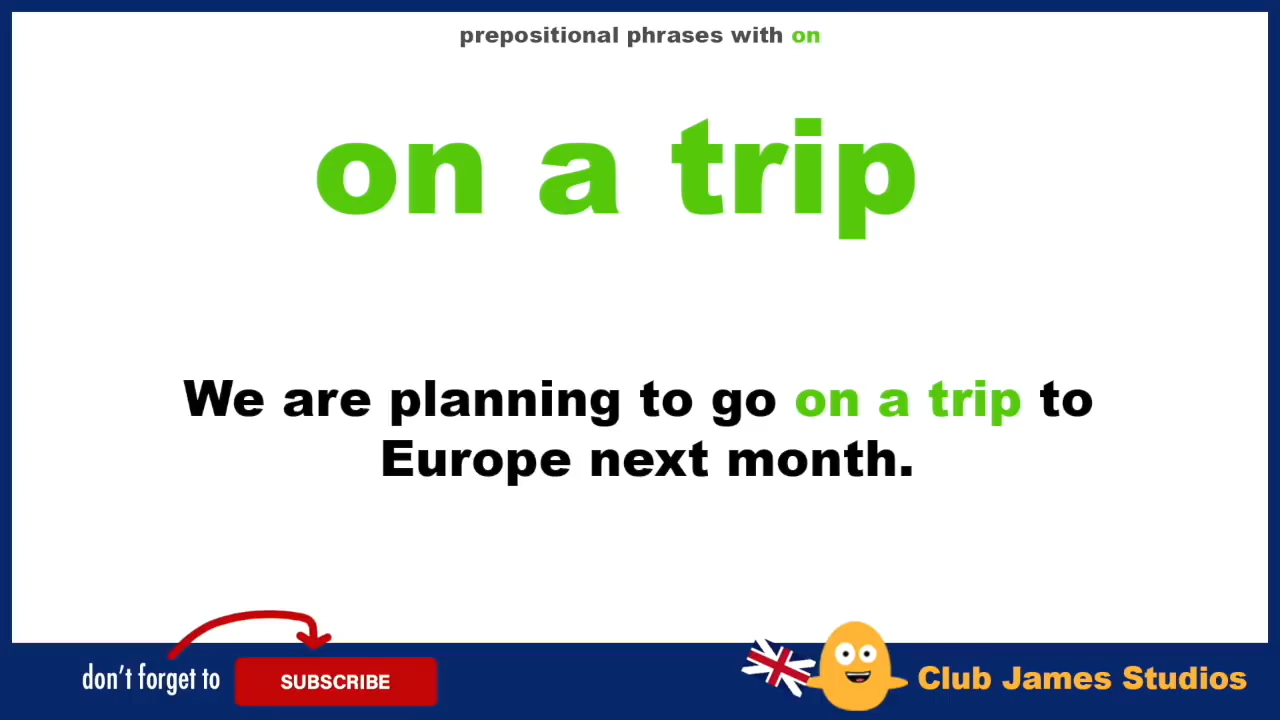 prepositional phrases with on
on a trip
We are planning to go on a trip to
Europe next month.
don't forget to
SUBSCRIBE
Club James Studios